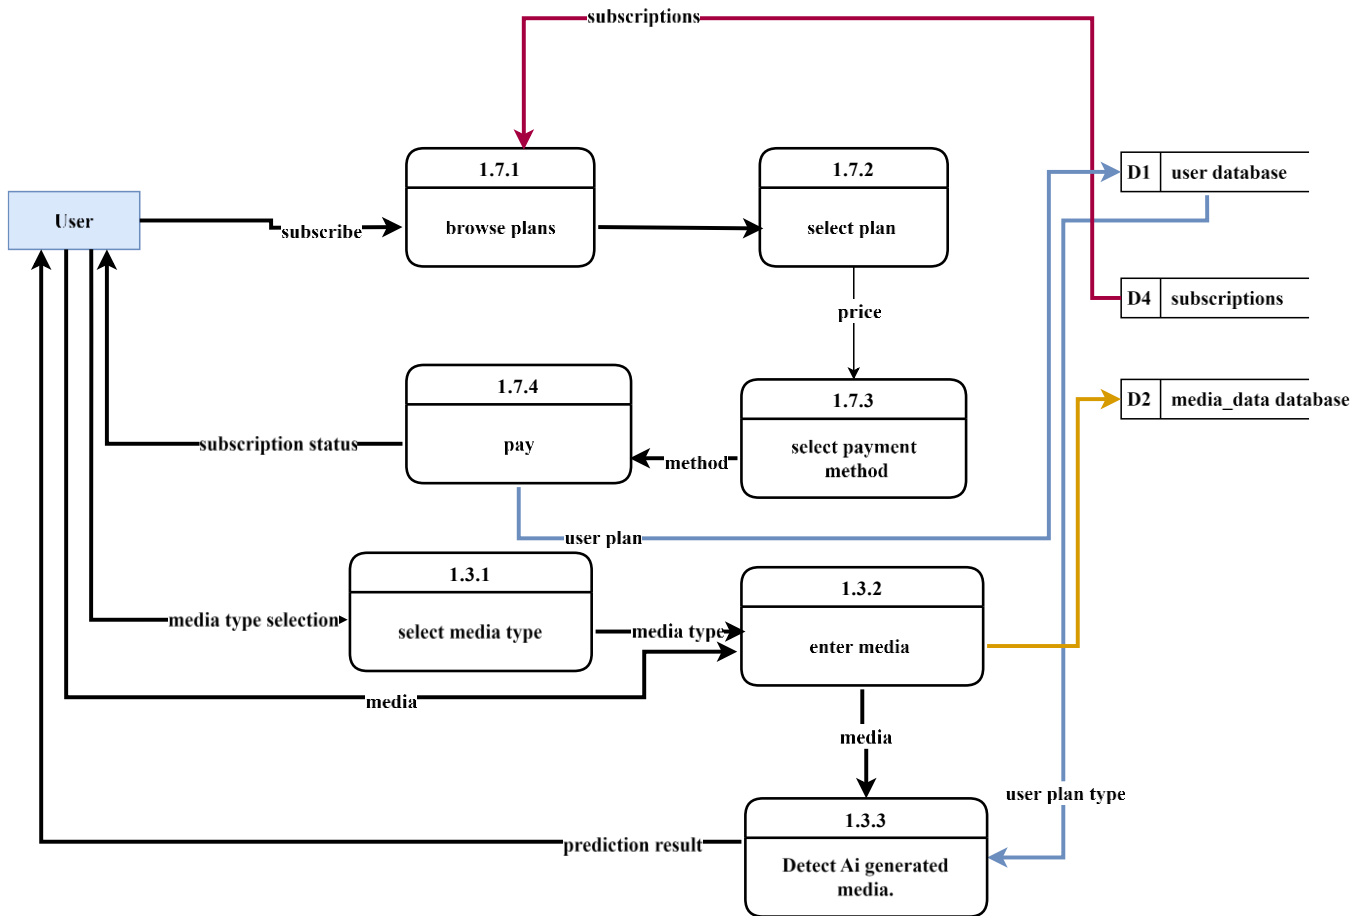 subscriptions
1.7.1
browse plans
1.7.2
select plan
D1
user database
User
subscribe
D4
subscriptions
price
1.7.4
pay
1.7.3
select payment
method
D2
media_data database
subscription status
method
user plan
1.3.1
select media type
1.3.2
enter media
media type selection
media type
media
media
user plan type
1.3.3
Detect Ai generated
media.
prediction result